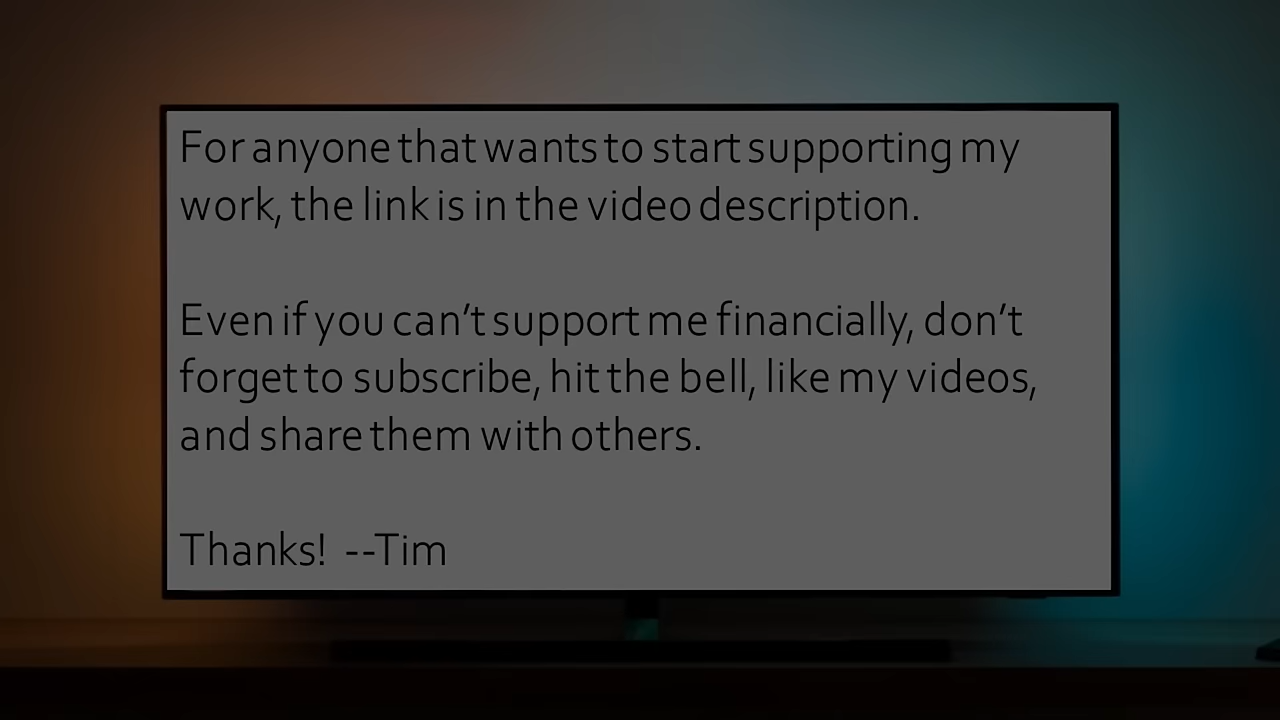 For anyone that wants to start supporting my
work, the link is in the video description.
Even if you can’t support me financially, don’t
forget to subscribe, hit the bell, like my videos,
and share them with others.
Thanks! --Tim